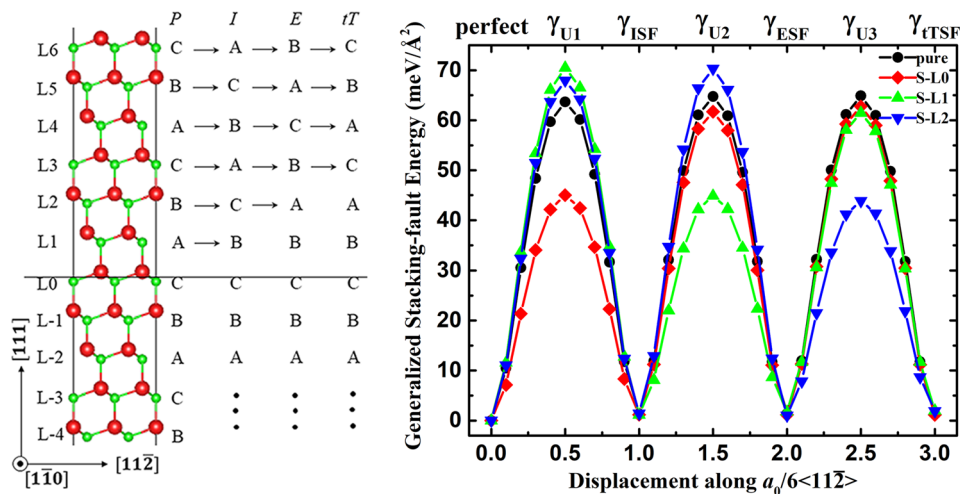 P I E tT
L6 C → A → B → C
L5 B → C → A → B
L4 A → B → C → A
L3 C → A → B → C
L2 B → C → A A
L1 A → B B B
L0 C C C C
L-1 B B B B
L-2 A A A A
L-3 C
L-4 B
[111]
[11̄0] [112̄]
perfect γU1 γISF γU2 γESF γU3 γtTSF
pure
S-L0
S-L1
S-L2
Generalized Stacking-fault Energy (meV/Å²)
70
60
50
40
30
20
10
0
0.0 0.5 1.0 1.5 2.0 2.5 3.0
Displacement along a0/6<112̄>